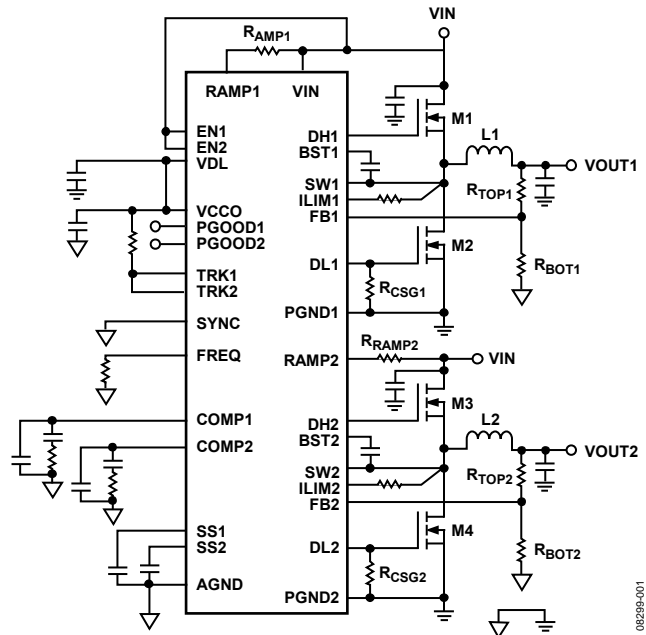 RAMP1
VIN
RAMP1
VIN
EN1
EN2
VDL
VCCO
PGOOD1
PGOOD2
TRK1
TRK2
SYNC
FREQ
COMP1
COMP2
SS1
SS2
AGND
DH1
BST1
SW1
ILIM1
FB1
DL1
PGND1
RAMP2
DH2
BST2
SW2
ILIM2
FB2
DL2
PGND2
M1
L1
VOUT1
RTOP1
M2
RCSG1
RBOT1
RRAMP2
VIN
M3
L2
VOUT2
RTOP2
M4
RCSG2
RBOT2
08299-001